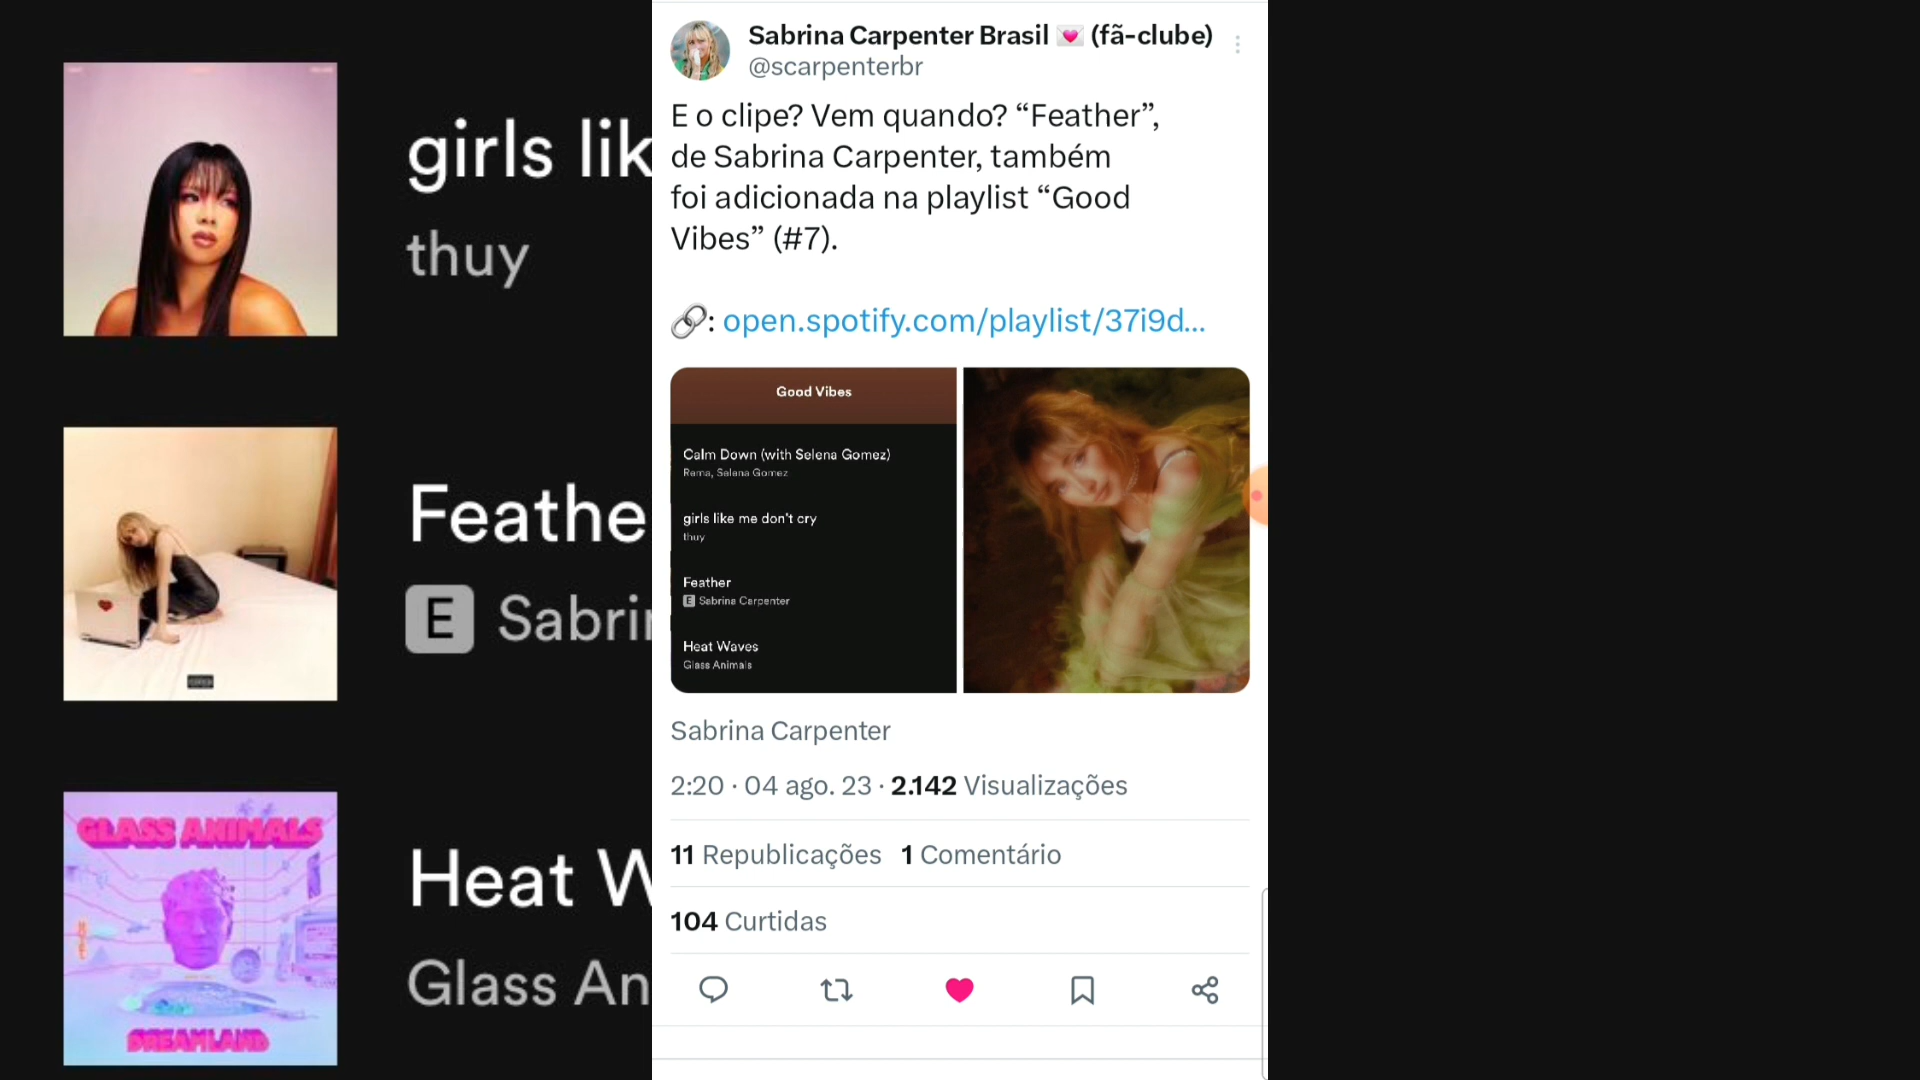 girls lik
thuy
Feathe
E Sabrin
GLASS ANIMALS
DREAMLAND
Heat W
Glass An
Sabrina Carpenter Brasil 💌 (fã-clube)
@scarpenterbr
E o clipe? Vem quando? “Feather”,
de Sabrina Carpenter, também
foi adicionada na playlist “Good
Vibes” (#7).
🔗: open.spotify.com/playlist/37i9d...
Good Vibes
Calm Down (with Selena Gomez)
Rema, Selena Gomez
girls like me don't cry
thuy
Feather
E Sabrina Carpenter
Heat Waves
Glass Animals
Sabrina Carpenter
2:20 · 04 ago. 23 · 2.142 Visualizações
11 Republicações 1 Comentário
104 Curtidas